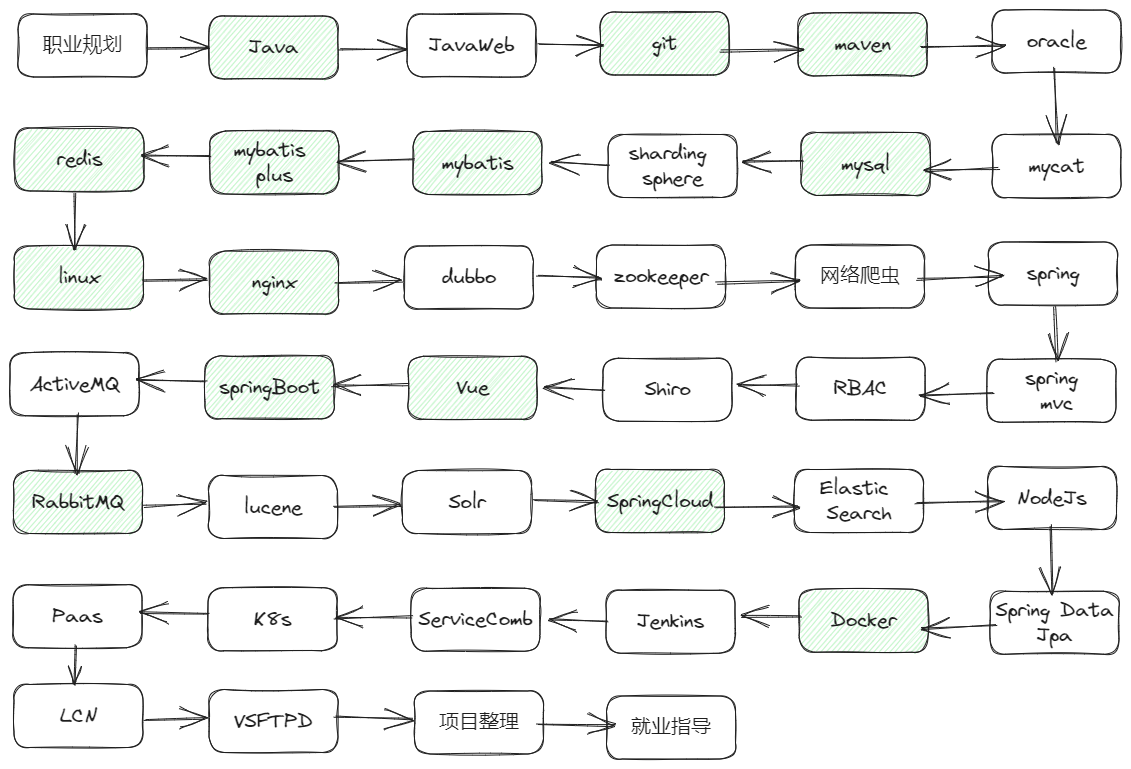 职业规划
Java
JavaWeb
git
maven
oracle
mycat
mysql
sharding
sphere
mybatis
mybatis
plus
redis
linux
nginx
dubbo
zookeeper
网络爬虫
spring
spring
mvc
RBAC
Shiro
Vue
springBoot
ActiveMQ
RabbitMQ
lucene
Solr
SpringCloud
Elastic
Search
NodeJs
Spring Data
Jpa
Docker
Jenkins
ServiceComb
K8s
Paas
LCN
VSFTPD
项目整理
就业指导